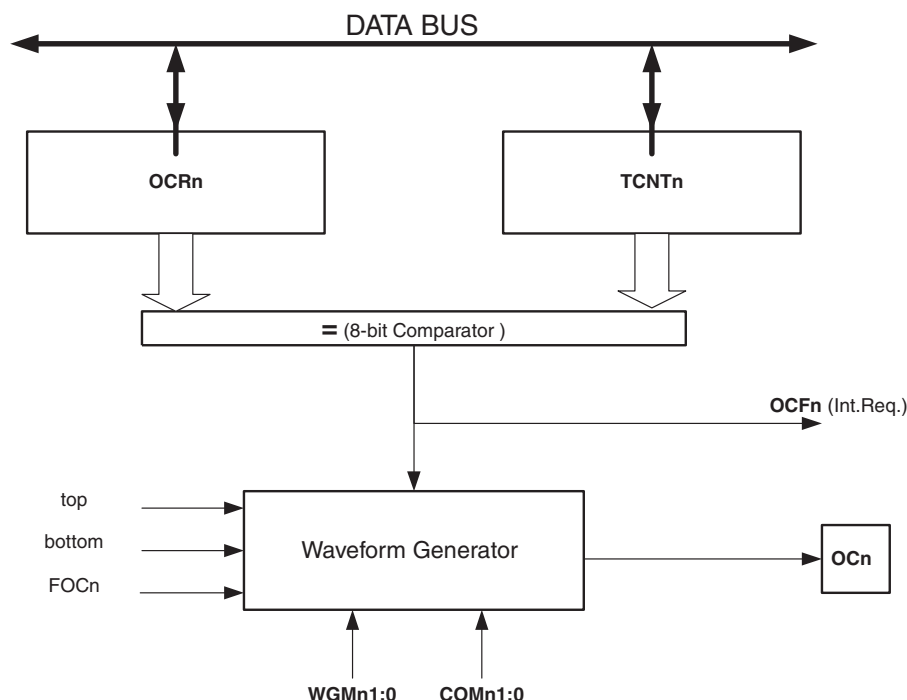 DATA BUS
OCRn
TCNTn
= (8-bit Comparator )
OCFn (Int.Req.)
top
bottom
FOCn
Waveform Generator
OCn
WGMn1:0
COMn1:0